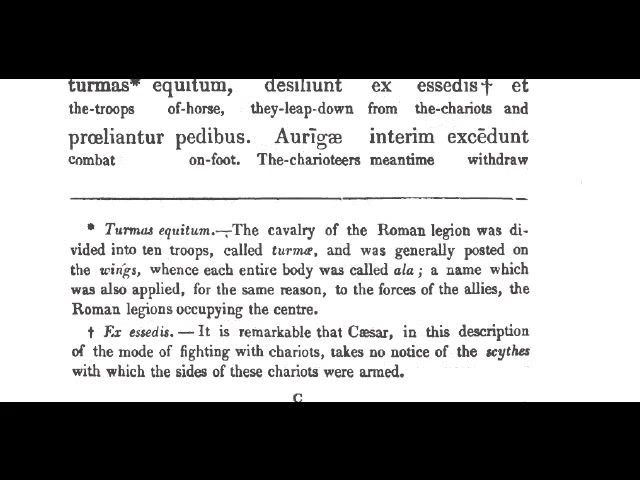 turmas* equitum, desiliunt ex essedis† et
the-troops of-horse, they-leap-down from the-chariots and
prœliantur pedibus. Aurīgæ interim excēdunt
combat on-foot. The-charioteers meantime withdraw
* Turmas equitum.—The cavalry of the Roman legion was di-
vided into ten troops, called turmæ, and was generally posted on
the wings, whence each entire body was called ala; a name which
was also applied, for the same reason, to the forces of the allies, the
Roman legions occupying the centre.
† Ex essedis.—It is remarkable that Cæsar, in this description
of the mode of fighting with chariots, takes no notice of the scythes
with which the sides of these chariots were armed.
C